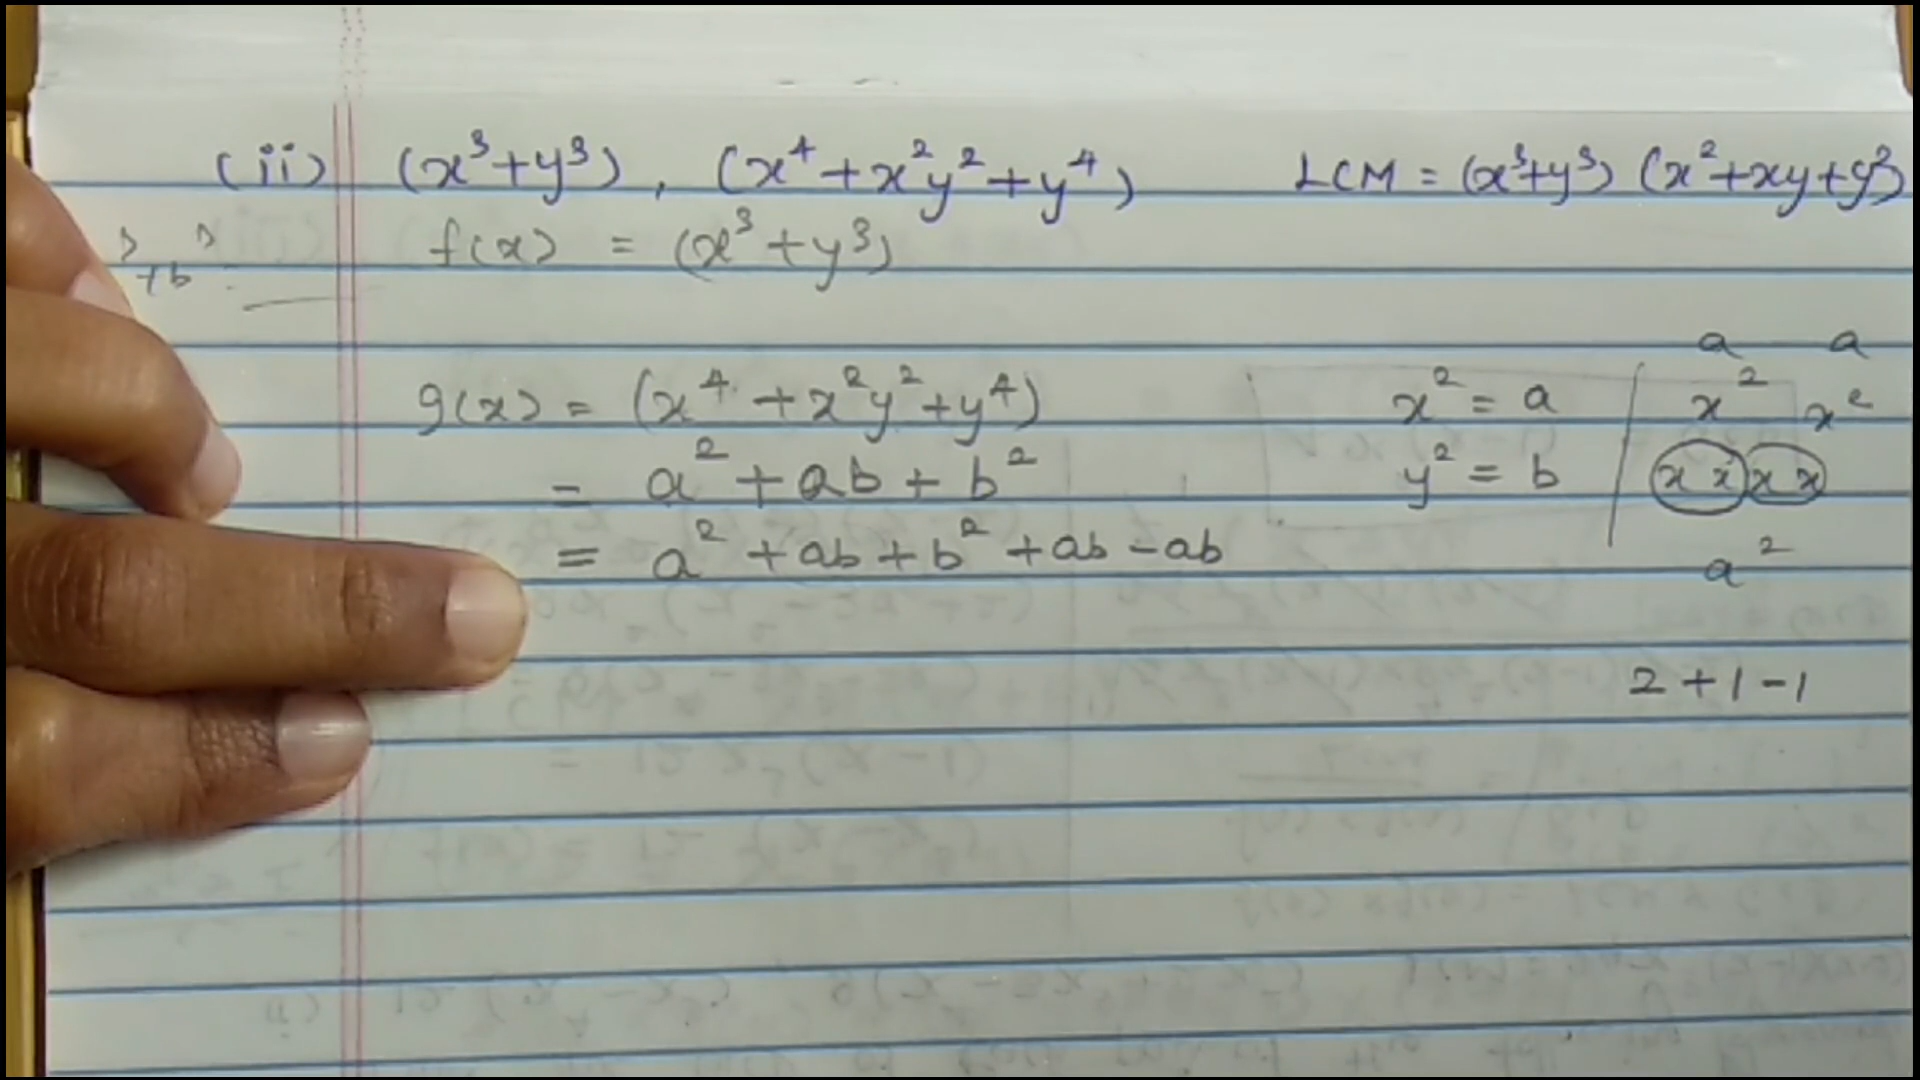 (ii) (x³+y³), (x⁴+x²y²+y⁴) LCM = (x³+y³) (x²+xy+y²)
f(x) = (x³+y³)
+b
a a
g(x) = (x⁴+x²y²+y⁴) x² = a x² x²
= a²+ab+b² y² = b x x x x
= a²+ab+b²+ab-ab a²
2+1-1